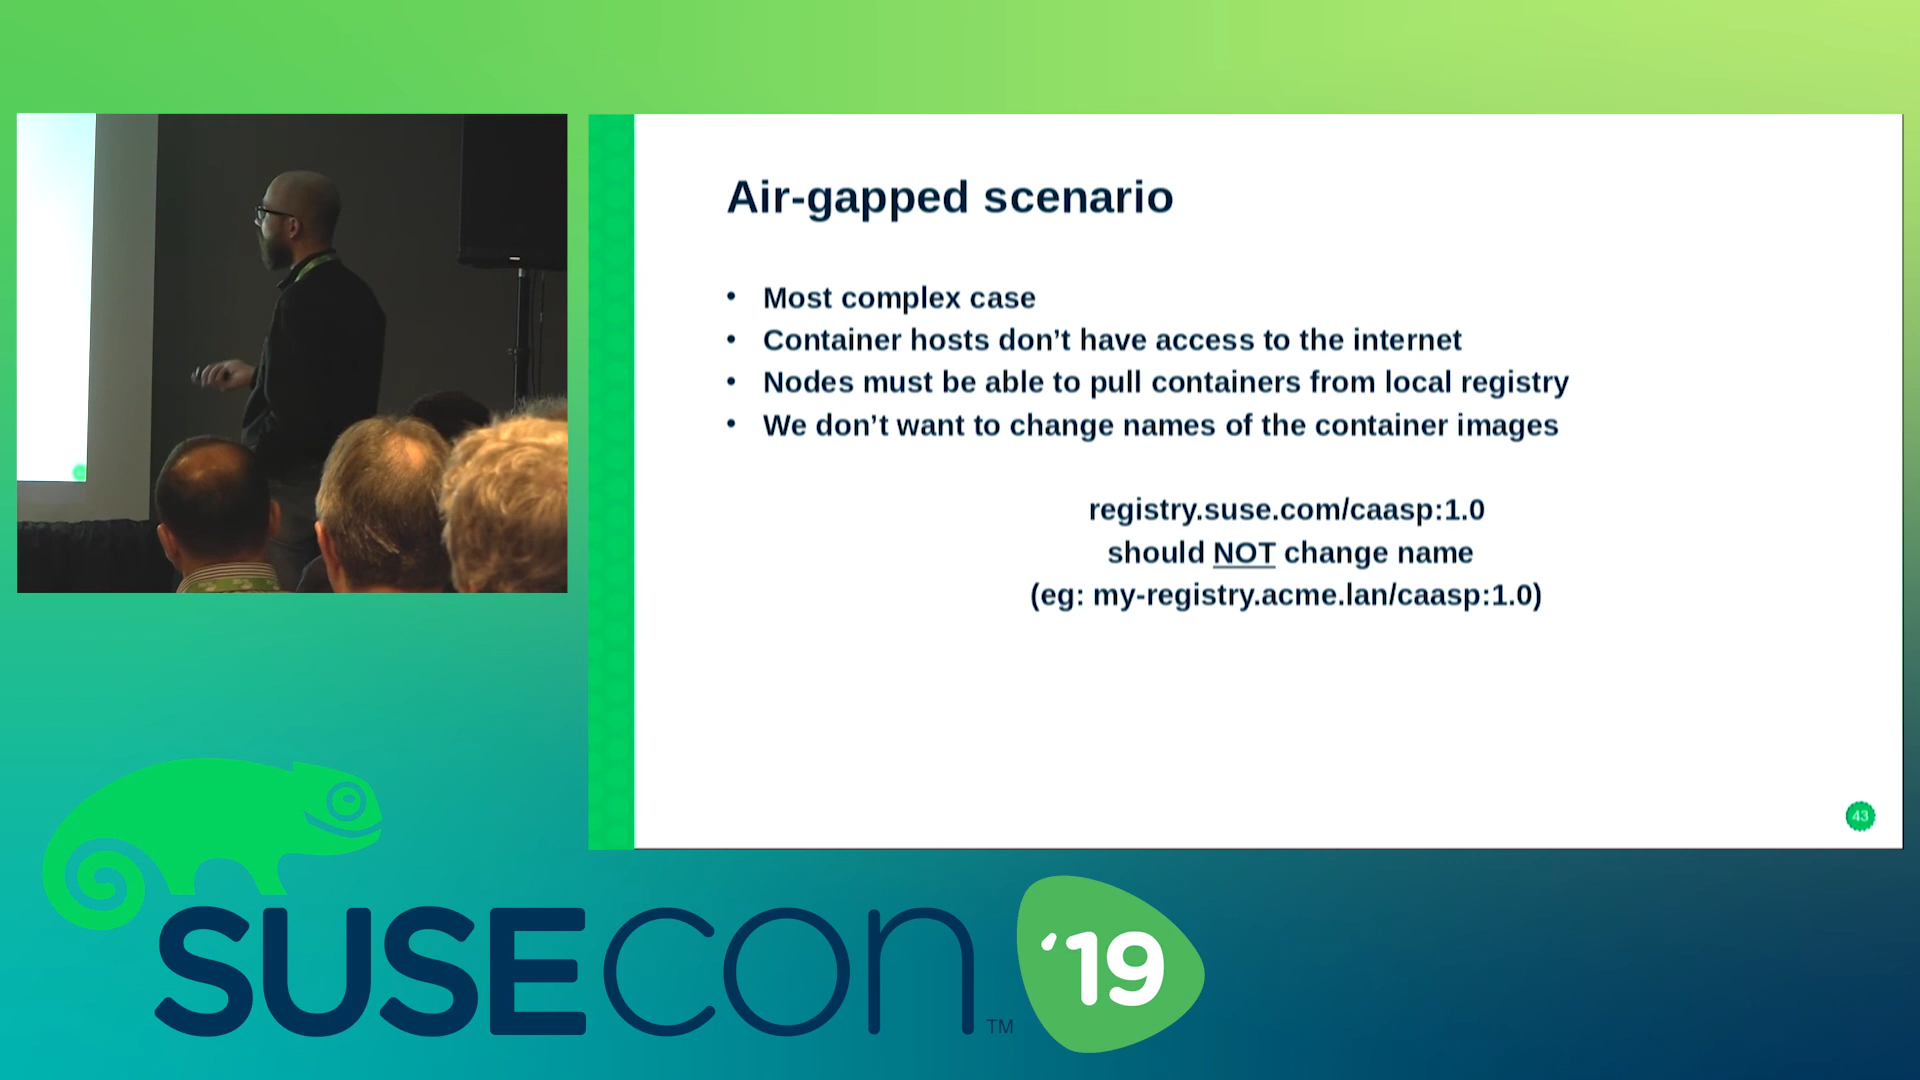 Air-gapped scenario
• Most complex case
• Container hosts don’t have access to the internet
• Nodes must be able to pull containers from local registry
• We don’t want to change names of the container images
registry.suse.com/caasp:1.0
should NOT change name
(eg: my-registry.acme.lan/caasp:1.0)
43
SUSECON ‘19
TM